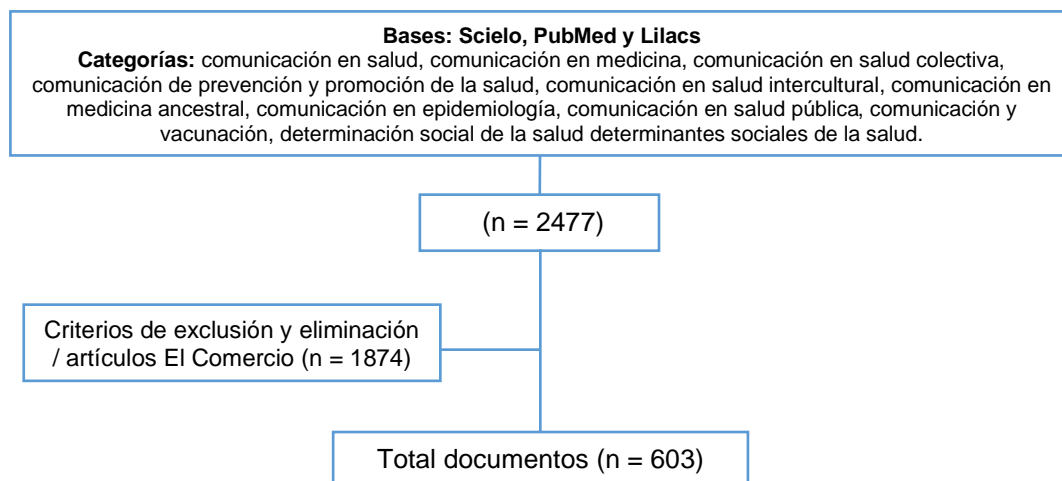 Bases: Scielo, PubMed y Lilacs
Categorías: comunicación en salud, comunicación en medicina, comunicación en salud colectiva,
comunicación de prevención y promoción de la salud, comunicación en salud intercultural, comunicación en
medicina ancestral, comunicación en epidemiología, comunicación en salud pública, comunicación y
vacunación, determinación social de la salud determinantes sociales de la salud.
(n = 2477)
Criterios de exclusión y eliminación
/ artículos El Comercio (n = 1874)
Total documentos (n = 603)